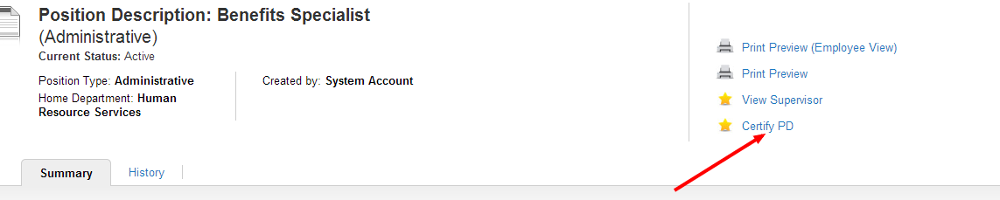 Position Description: Benefits Specialist
(Administrative)
Current Status: Active
Position Type: Administrative
Home Department: Human
Resource Services
Created by: System Account
Print Preview (Employee View)
Print Preview
View Supervisor
Certify PD
Summary
History